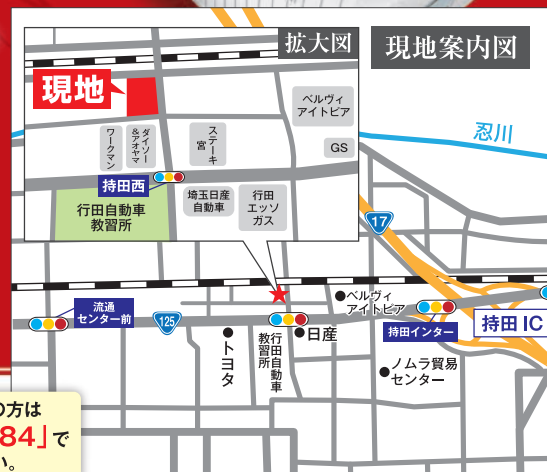 拡大図
現地案内図
現地
ベルヴィ
アイトピア
忍川
ワークマン
ダイソー
&アオヤマ
ステーキ
宮
GS
持田西
行田自動車
教習所
埼玉日産
自動車
行田
エッソ
ガス
17
流通
センター前
125
ベルヴィ
アイトピア
持田インター
持田IC
トヨタ
行田自動車
教習所
日産
ノムラ貿易
センター
の方は
84」で
い。